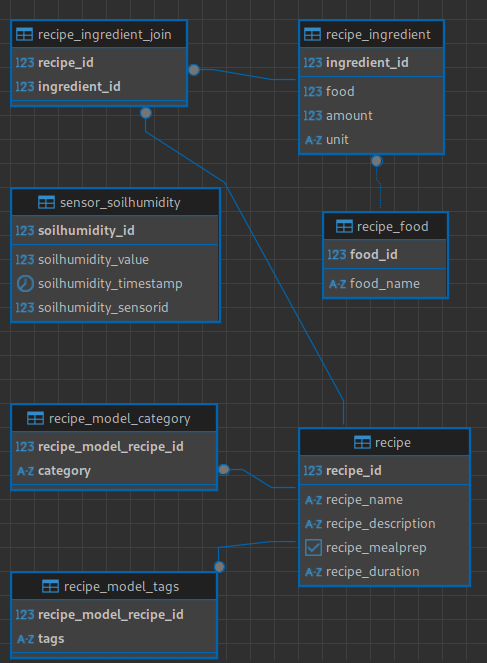 recipe_ingredient_join
123 recipe_id
123 ingredient_id
recipe_ingredient
123 ingredient_id
123 food
123 amount
A-Z unit
sensor_soilhumidity
123 soilhumidity_id
123 soilhumidity_value
soilhumidity_timestamp
123 soilhumidity_sensorid
recipe_food
123 food_id
A-Z food_name
recipe_model_category
123 recipe_model_recipe_id
A-Z category
recipe
123 recipe_id
A-Z recipe_name
A-Z recipe_description
recipe_mealprep
A-Z recipe_duration
recipe_model_tags
123 recipe_model_recipe_id
A-Z tags